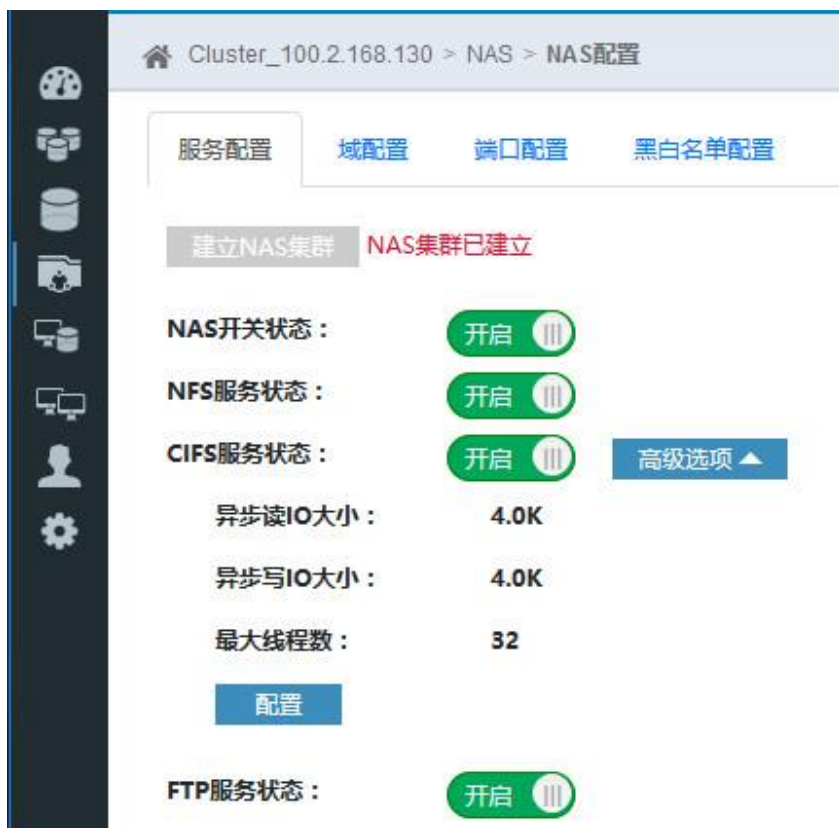 Cluster_100.2.168.130 > NAS > NAS配置
服务配置 域配置 端口配置 黑白名单配置
建立NAS集群 NAS集群已建立
NAS开关状态： 开启
NFS服务状态： 开启
CIFS服务状态： 开启 高级选项
异步读IO大小： 4.0K
异步写IO大小： 4.0K
最大线程数： 32
配置
FTP服务状态： 开启